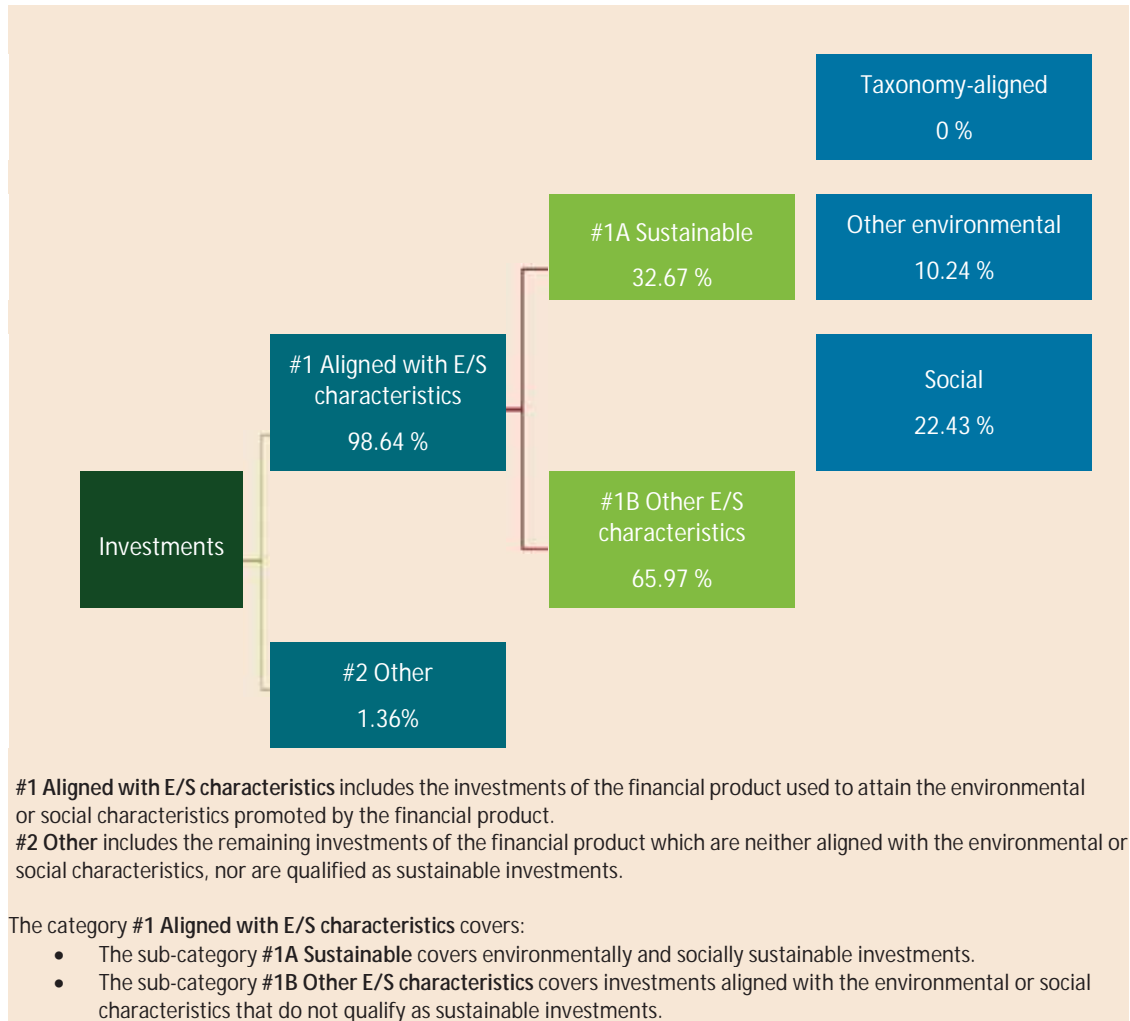 Taxonomy-aligned
0 %
#1A Sustainable
32.67 %
Other environmental
10.24 %
#1 Aligned with E/S
characteristics
98.64 %
Social
22.43 %
Investments
#1B Other E/S
characteristics
65.97 %
#2 Other
1.36%
#1 Aligned with E/S characteristics includes the investments of the financial product used to attain the environmental
or social characteristics promoted by the financial product.
#2 Other includes the remaining investments of the financial product which are neither aligned with the environmental or
social characteristics, nor are qualified as sustainable investments.
The category #1 Aligned with E/S characteristics covers:
• The sub-category #1A Sustainable covers environmentally and socially sustainable investments.
• The sub-category #1B Other E/S characteristics covers investments aligned with the environmental or social
characteristics that do not qualify as sustainable investments.